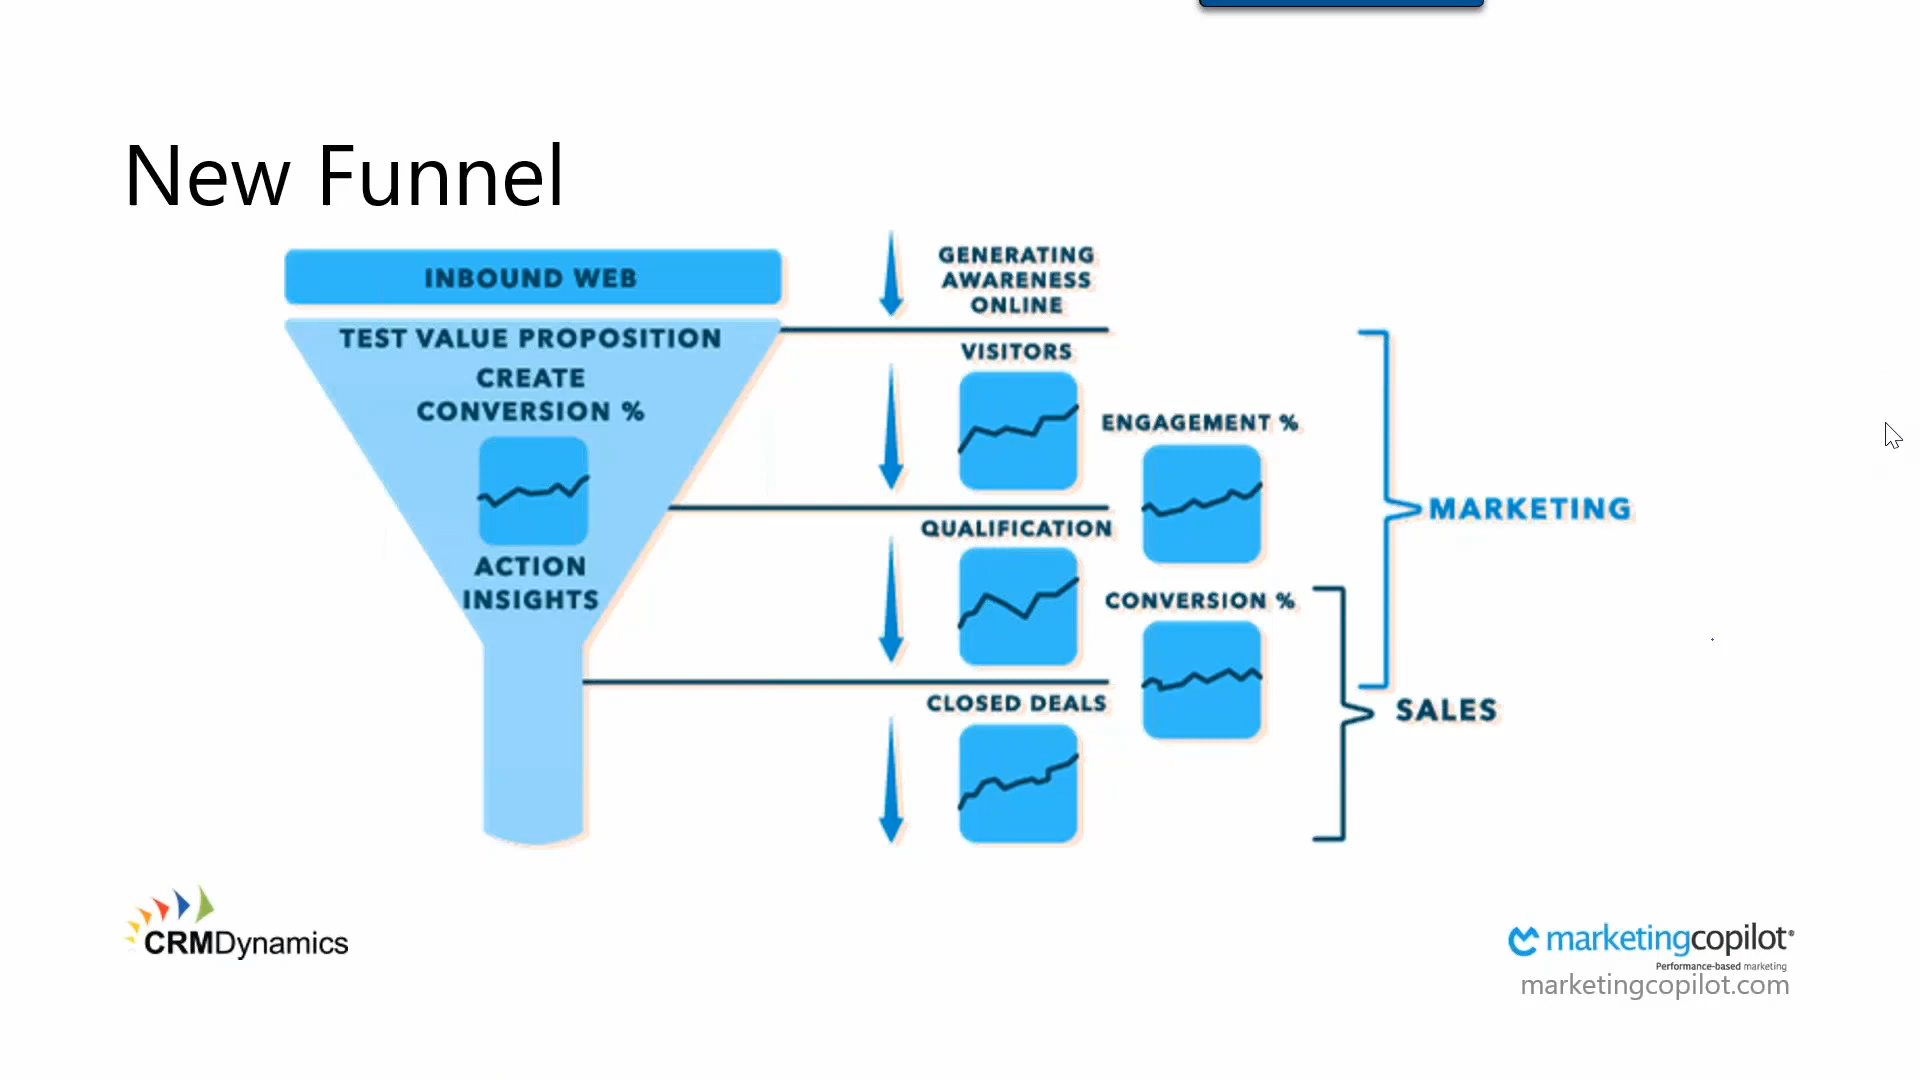 New Funnel
INBOUND WEB
TEST VALUE PROPOSITION
CREATE
CONVERSION %
ACTION
INSIGHTS
GENERATING
AWARENESS
ONLINE
VISITORS
ENGAGEMENT %
QUALIFICATION
CONVERSION %
CLOSED DEALS
MARKETING
SALES
CRMDynamics
marketingcopilot®
Performance-based marketing
marketingcopilot.com